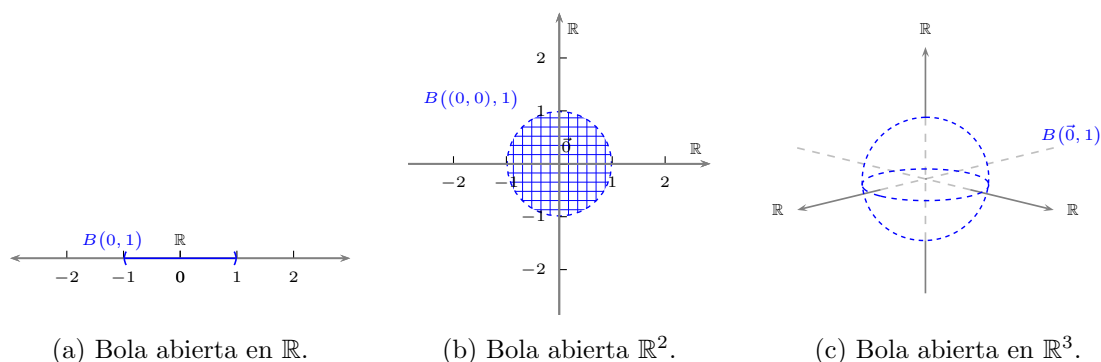 B(0, 1)
ℝ
−2 −1 0 1 2
(a) Bola abierta en ℝ.
ℝ
2
B((0, 0), 1)
1
0⃗
ℝ
−2 −1 1 2
−1
−2
(b) Bola abierta ℝ².
ℝ
B(0⃗, 1)
ℝ ℝ
(c) Bola abierta en ℝ³.